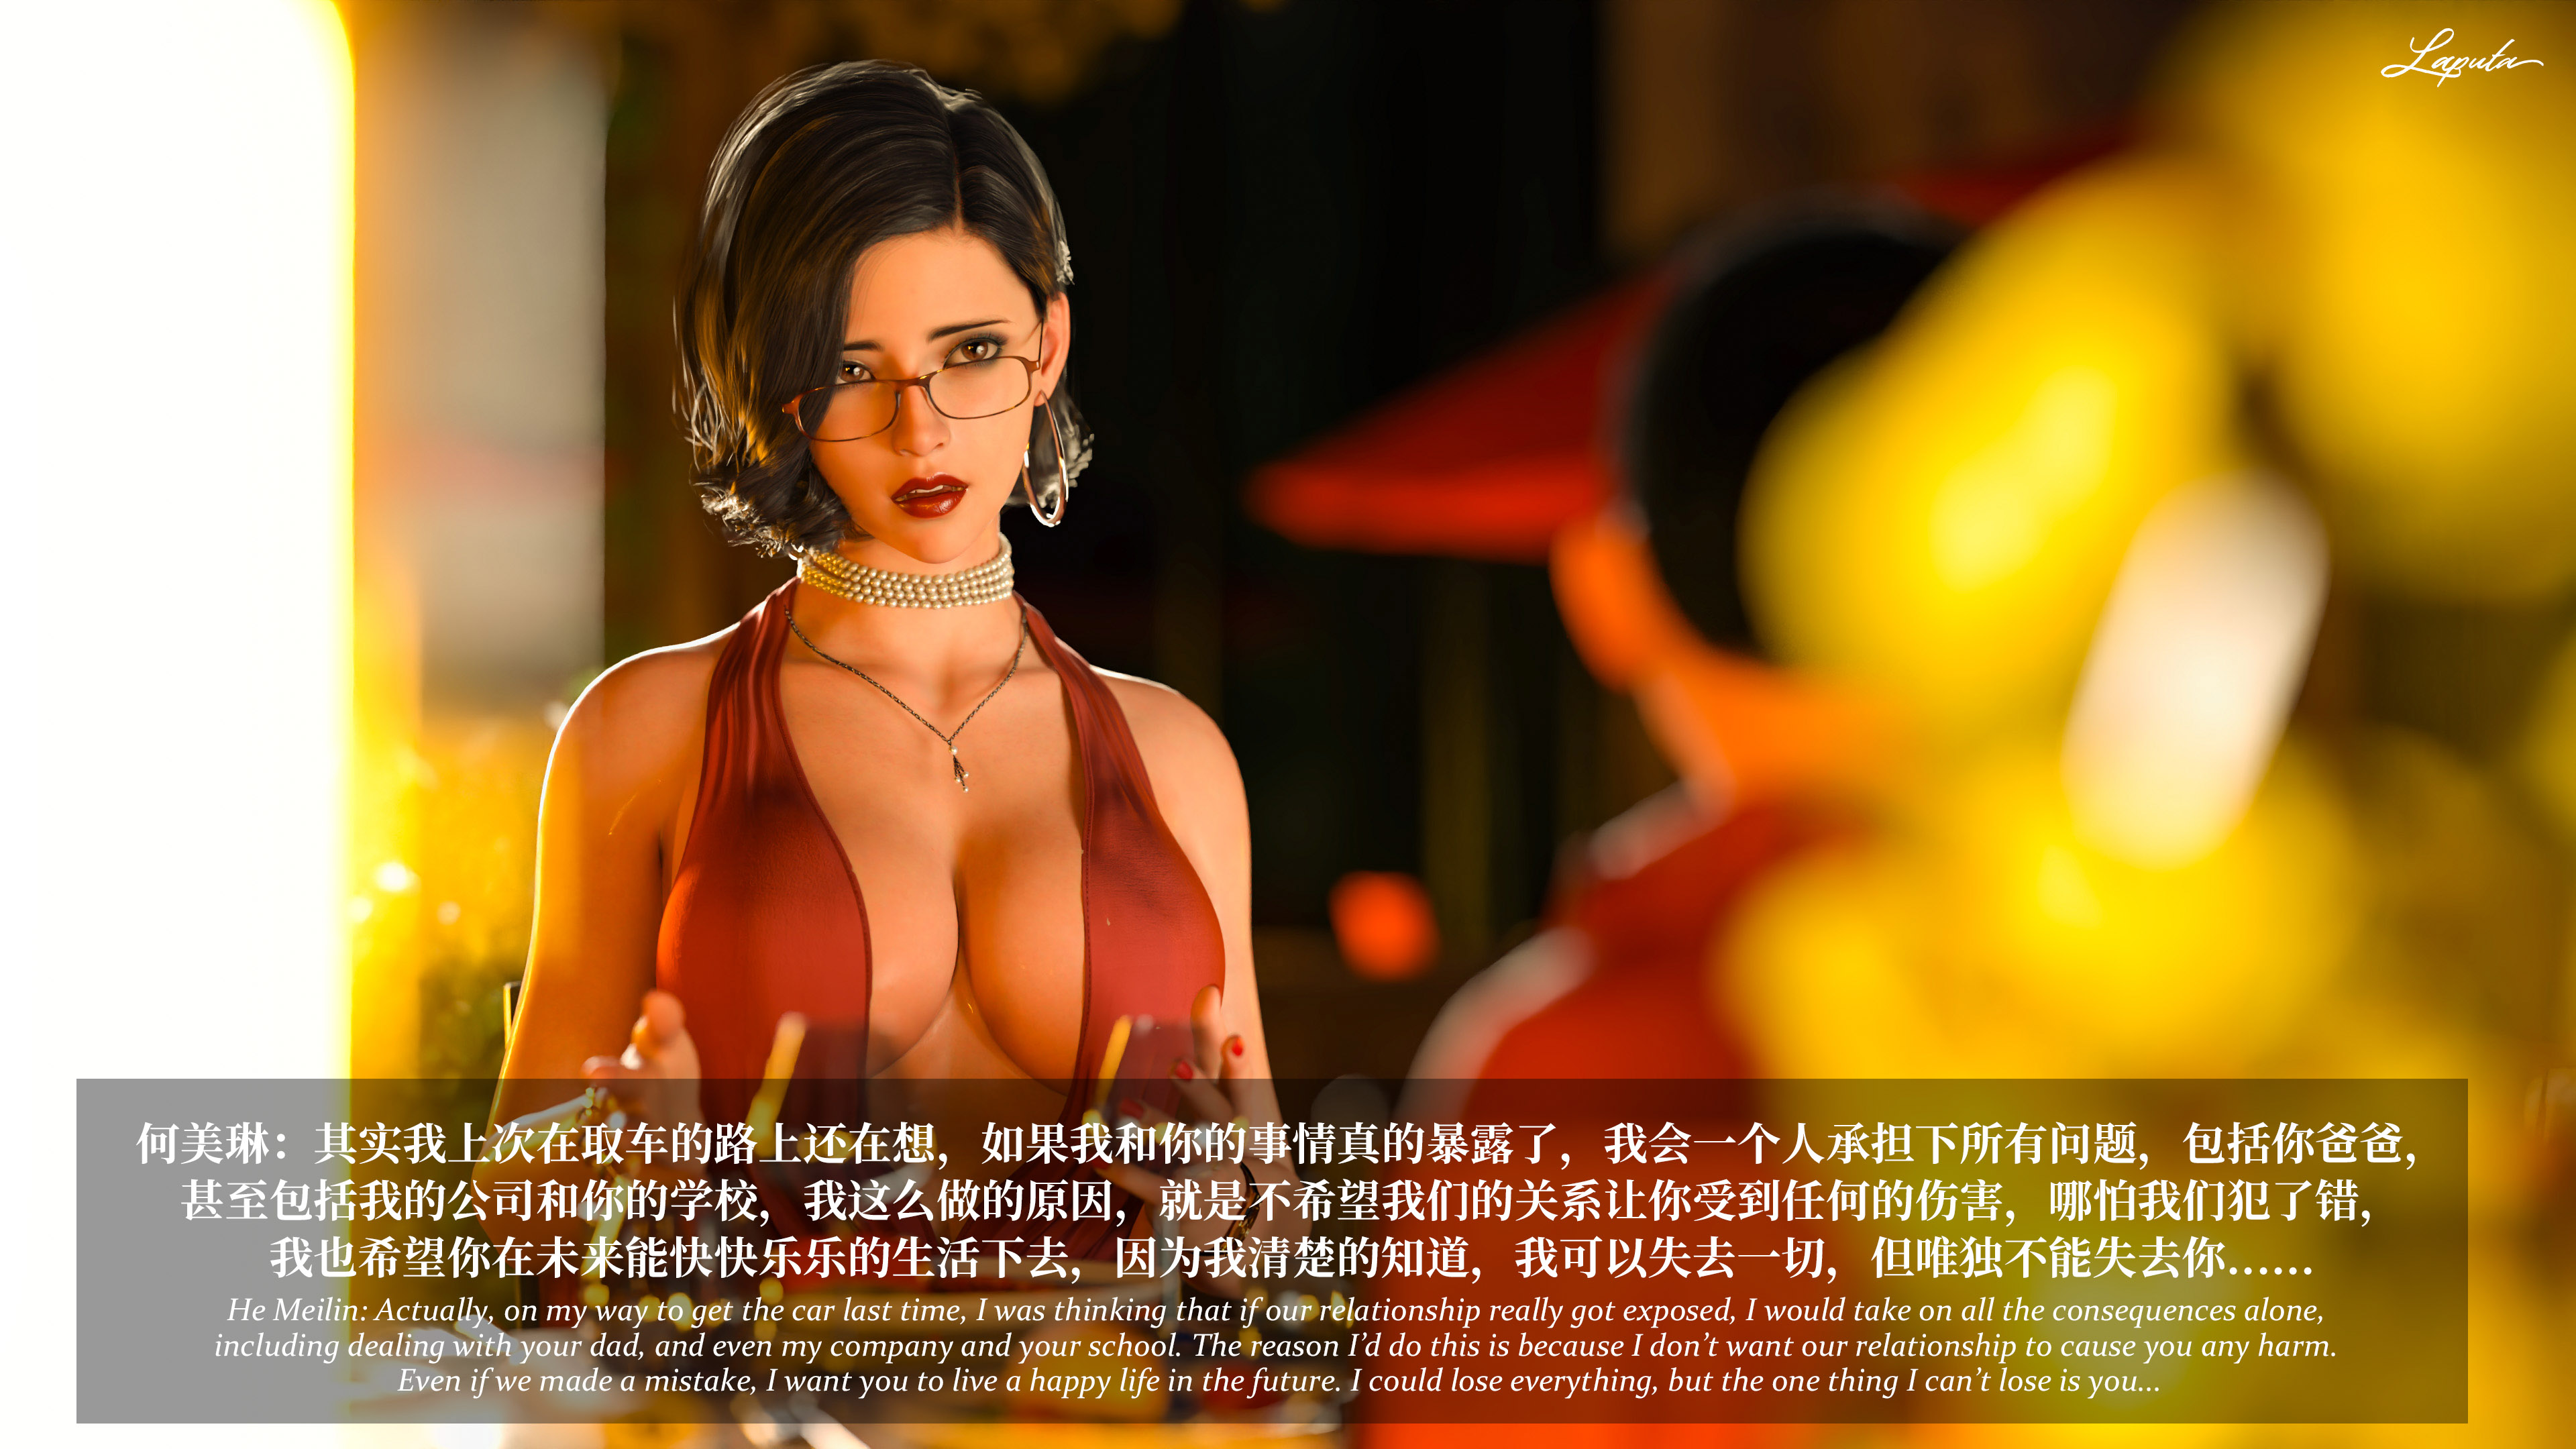 Laputa
何美琳：其实我上次在取车的路上还在想，如果我和你的事情真的暴露了，我会一个人承担下所有问题，包括你爸爸，
甚至包括我的公司和你的学校，我这么做的原因，就是不希望我们的关系让你受到任何的伤害，哪怕我们犯了错，
我也希望你在未来能快快乐乐的生活下去，因为我清楚的知道，我可以失去一切，但唯独不能失去你……
He Meilin: Actually, on my way to get the car last time, I was thinking that if our relationship really got exposed, I would take on all the consequences alone,
including dealing with your dad, and even my company and your school. The reason I’d do this is because I don’t want our relationship to cause you any harm.
Even if we made a mistake, I want you to live a happy life in the future. I could lose everything, but the one thing I can’t lose is you...